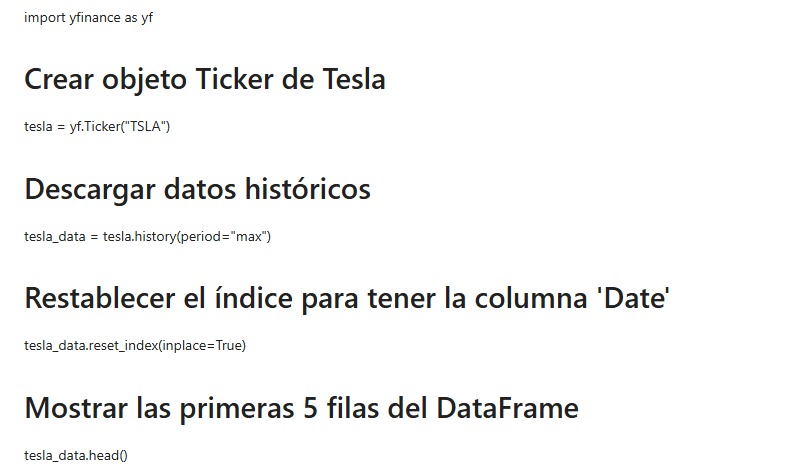 import yfinance as yf
Crear objeto Ticker de Tesla
tesla = yf.Ticker("TSLA")
Descargar datos históricos
tesla_data = tesla.history(period="max")
Restablecer el índice para tener la columna 'Date'
tesla_data.reset_index(inplace=True)
Mostrar las primeras 5 filas del DataFrame
tesla_data.head()